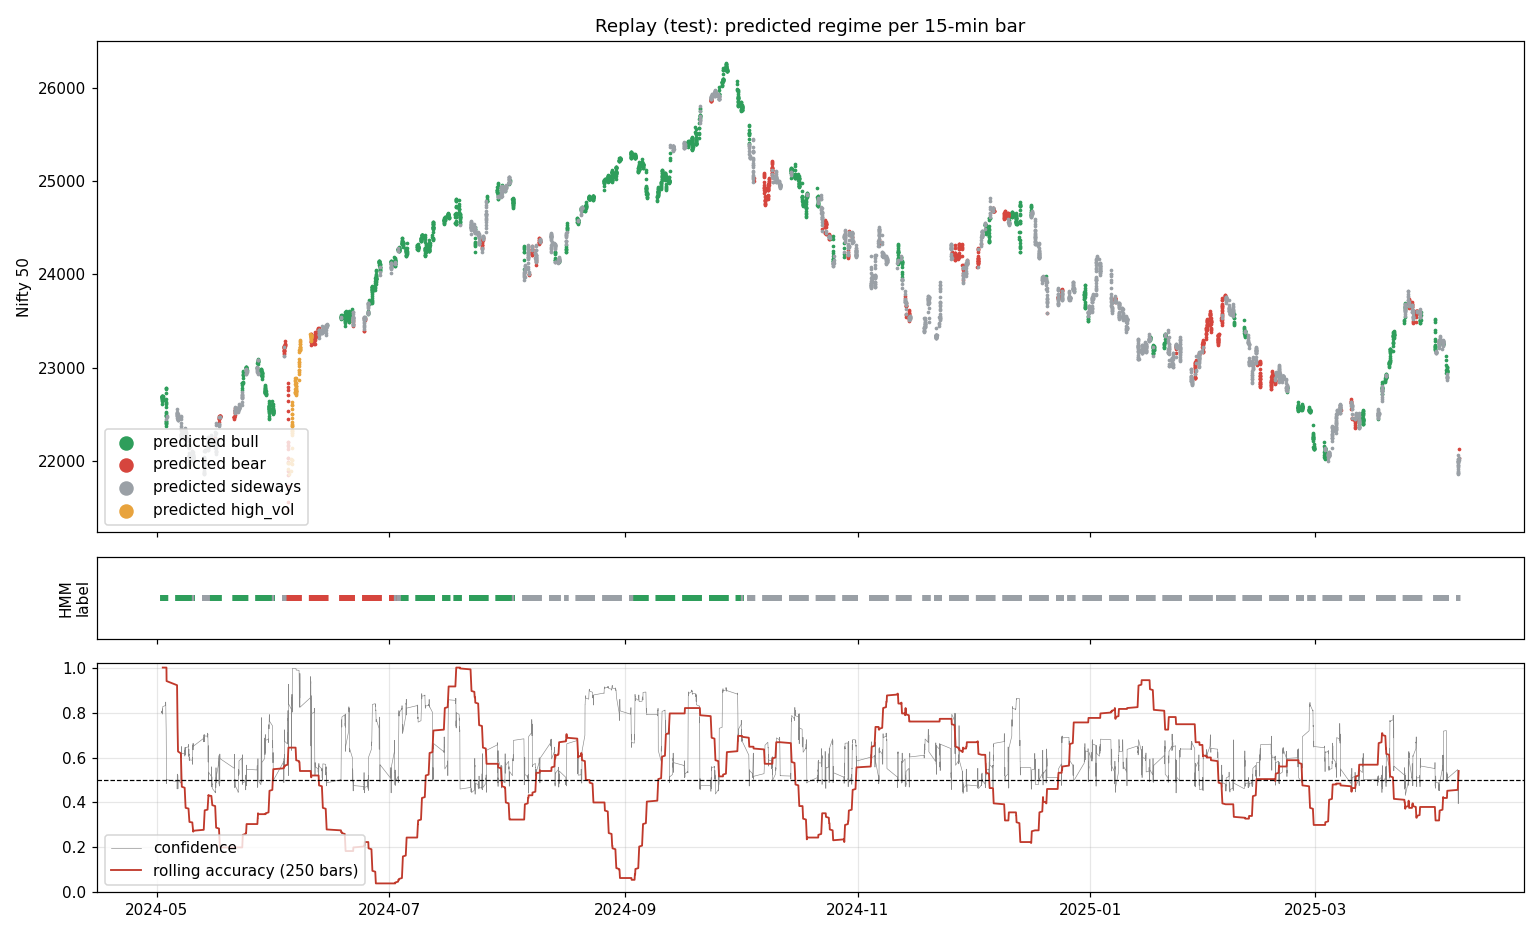 Replay (test): predicted regime per 15-min bar
Nifty 50
26000
25000
24000
23000
22000
predicted bull
predicted bear
predicted sideways
predicted high_vol
HMM
label
1.0
0.8
0.6
0.4
0.2
0.0
confidence
rolling accuracy (250 bars)
2024-05
2024-07
2024-09
2024-11
2025-01
2025-03